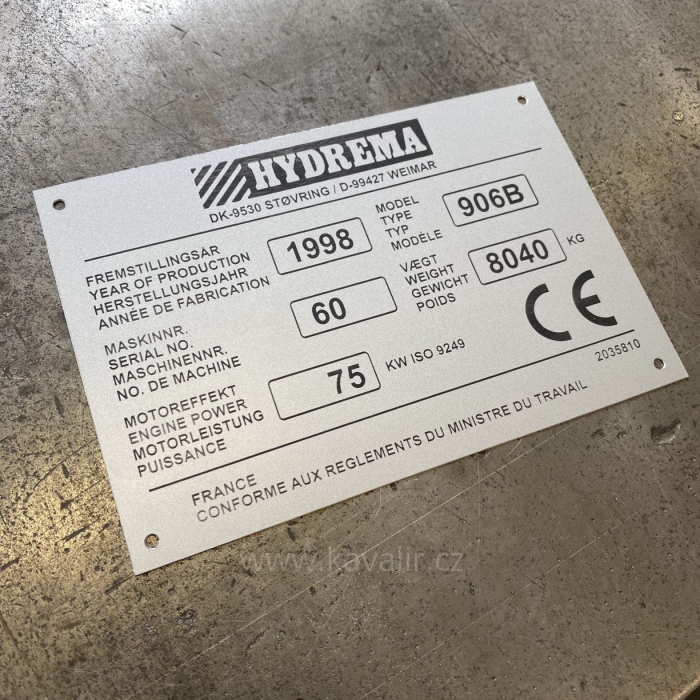 HYDREMA
DK-9530 STØVRING / D-99427 WEIMAR
FREMSTILLINGSÅR
YEAR OF PRODUCTION
HERSTELLUNGSJAHR
ANNÉE DE FABRICATION
1998
MODEL
TYPE
TYP
MODÈLE
906B
MASKINNR.
SERIAL NO.
MASCHINENNR.
NO. DE MACHINE
60
VÆGT
WEIGHT
GEWICHT
POIDS
8040 KG
MOTOREFFEKT
ENGINE POWER
MOTORLEISTUNG
PUISSANCE
75 KW ISO 9249
CE
2035810
FRANCE
CONFORME AUX REGLEMENTS DU MINISTRE DU TRAVAIL
www.kavalir.cz